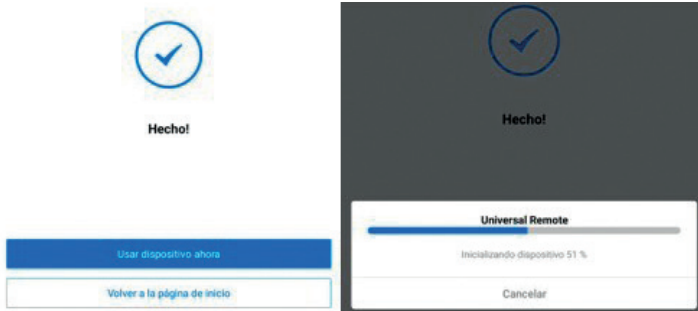 Hecho!
Usar dispositivo ahora
Volver a la página de inicio
Hecho!
Universal Remote
Inicializando dispositivo 51 %
Cancelar